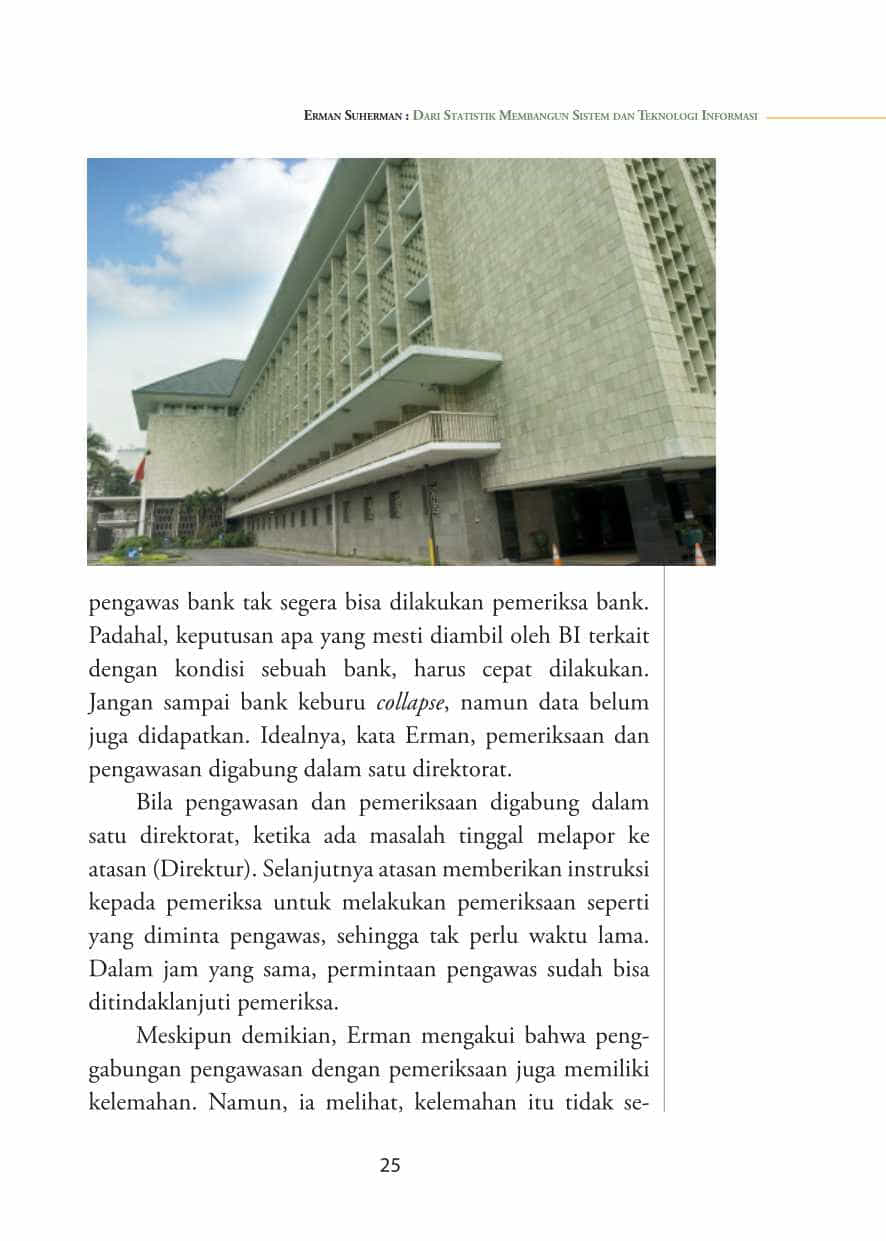 Erman Suherman : Dari Statistik Membangun Sistem dan Teknologi Informasi
pengawas bank tak segera bisa dilakukan pemeriksa bank.
Padahal, keputusan apa yang mesti diambil oleh BI terkait
dengan kondisi sebuah bank, harus cepat dilakukan.
Jangan sampai bank keburu collapse, namun data belum
juga didapatkan. Idealnya, kata Erman, pemeriksaan dan
pengawasan digabung dalam satu direktorat.
Bila pengawasan dan pemeriksaan digabung dalam
satu direktorat, ketika ada masalah tinggal melapor ke
atasan (Direktur). Selanjutnya atasan memberikan instruksi
kepada pemeriksa untuk melakukan pemeriksaan seperti
yang diminta pengawas, sehingga tak perlu waktu lama.
Dalam jam yang sama, permintaan pengawas sudah bisa
ditindaklanjuti pemeriksa.
Meskipun demikian, Erman mengakui bahwa peng-
gabungan pengawasan dengan pemeriksaan juga memiliki
kelemahan. Namun, ia melihat, kelemahan itu tidak se-
25